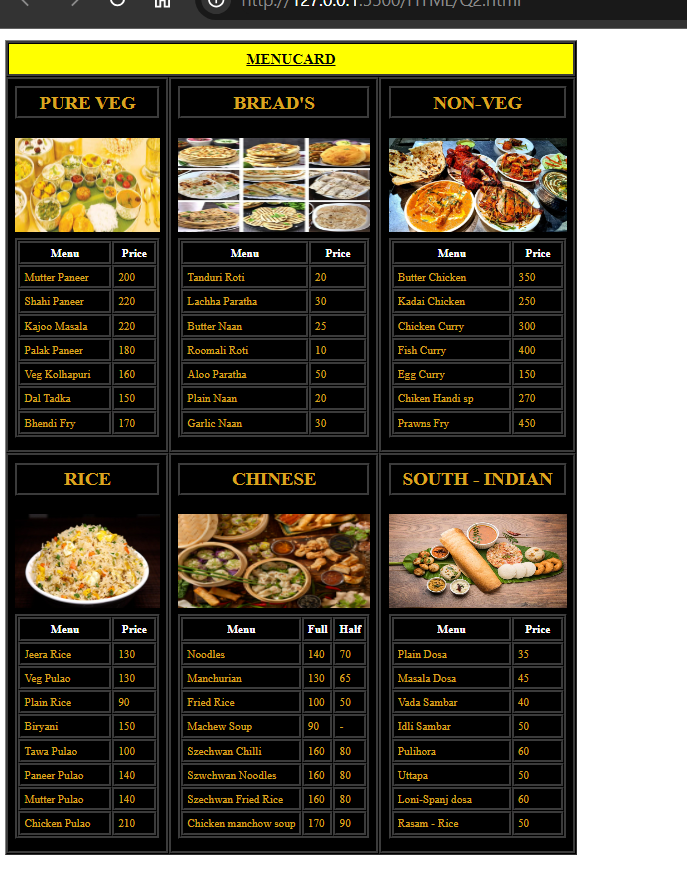 http://127.0.0.1:5500/HTML/Q2.html
MENUCARD
PURE VEG
Menu Price
Mutter Paneer 200
Shahi Paneer 220
Kajoo Masala 220
Palak Paneer 180
Veg Kolhapuri 160
Dal Tadka 150
Bhendi Fry 170
BREAD'S
Menu Price
Tanduri Roti 20
Lachha Paratha 30
Butter Naan 25
Roomali Roti 10
Aloo Paratha 50
Plain Naan 20
Garlic Naan 30
NON-VEG
Menu Price
Butter Chicken 350
Kadai Chicken 250
Chicken Curry 300
Fish Curry 400
Egg Curry 150
Chiken Handi sp 270
Prawns Fry 450
RICE
Menu Price
Jeera Rice 130
Veg Pulao 130
Plain Rice 90
Biryani 150
Tawa Pulao 100
Paneer Pulao 140
Mutter Pulao 140
Chicken Pulao 210
CHINESE
Menu Full Half
Noodles 140 70
Manchurian 130 65
Fried Rice 100 50
Machew Soup 90 -
Szechwan Chilli 160 80
Szwchwan Noodles 160 80
Szechwan Fried Rice 160 80
Chicken manchow soup 170 90
SOUTH - INDIAN
Menu Price
Plain Dosa 35
Masala Dosa 45
Vada Sambar 40
Idli Sambar 50
Pulihora 60
Uttapa 50
Loni-Spanj dosa 60
Rasam - Rice 50